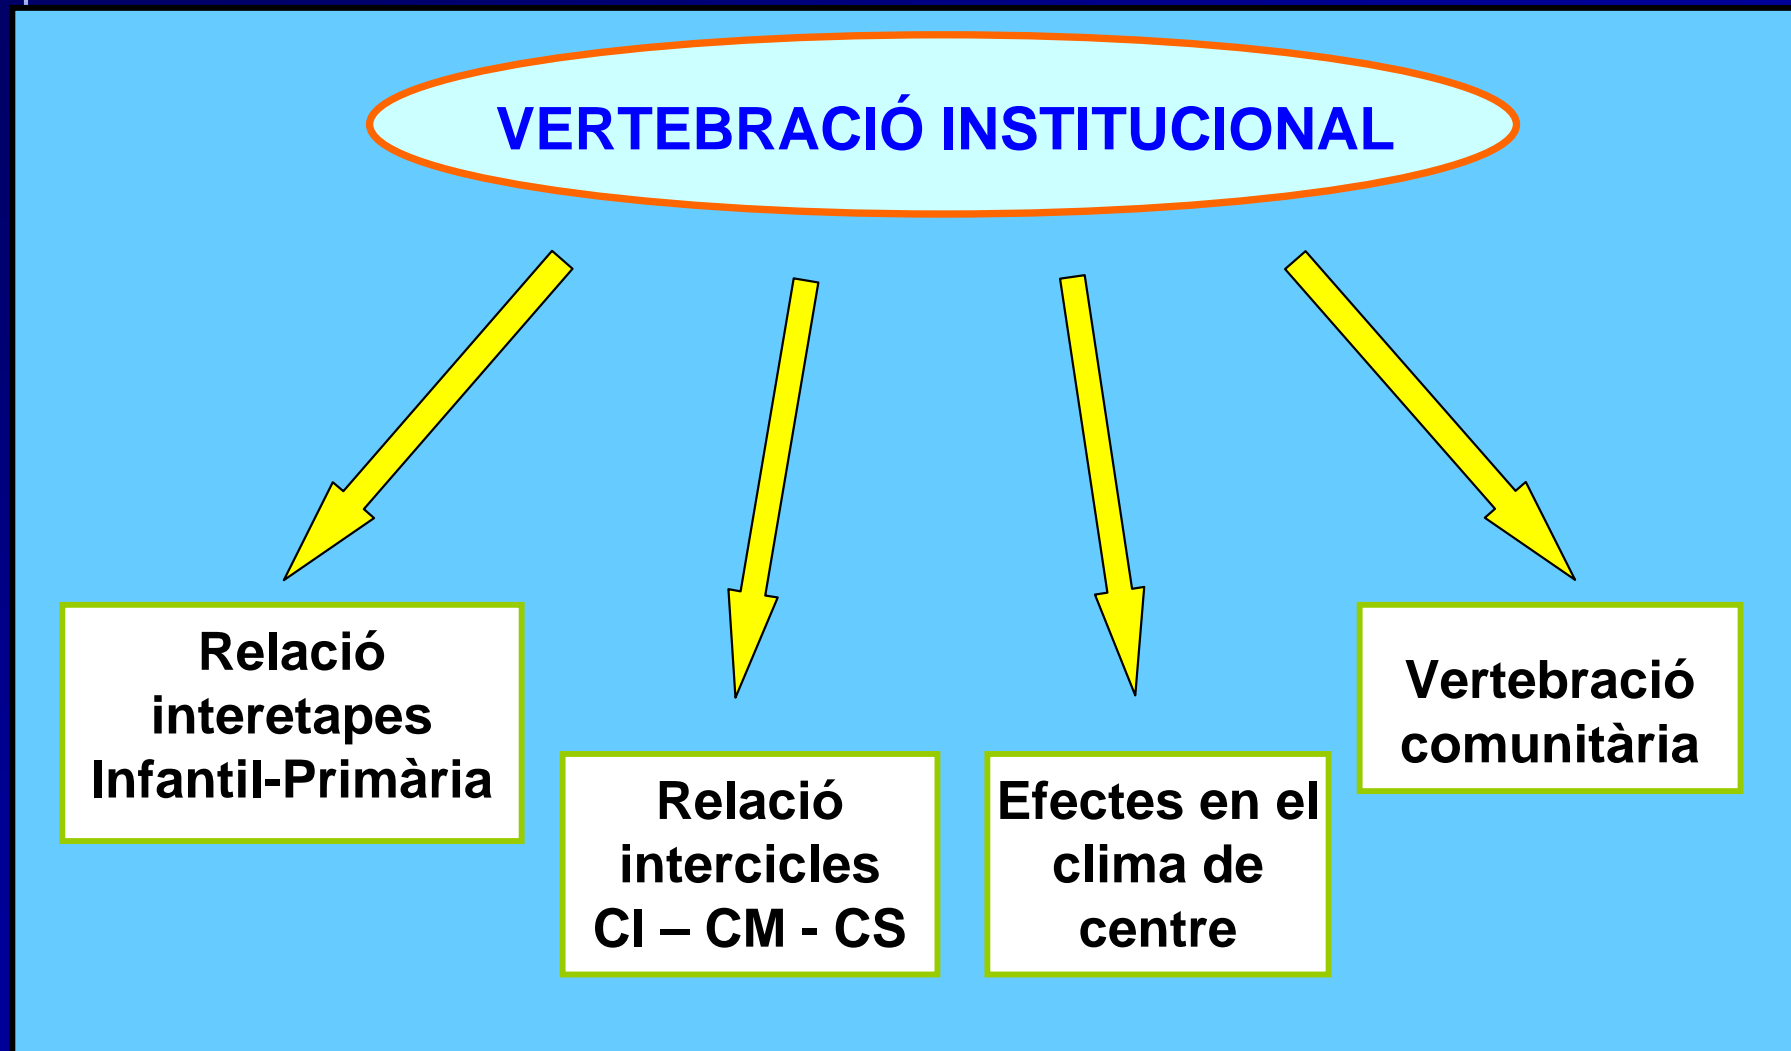 VERTEBRACIÓ INSTITUCIONAL
Relació
interetapes
Infantil-Primària
Relació
intercicles
CI – CM - CS
Efectes en el
clima de
centre
Vertebració
comunitària